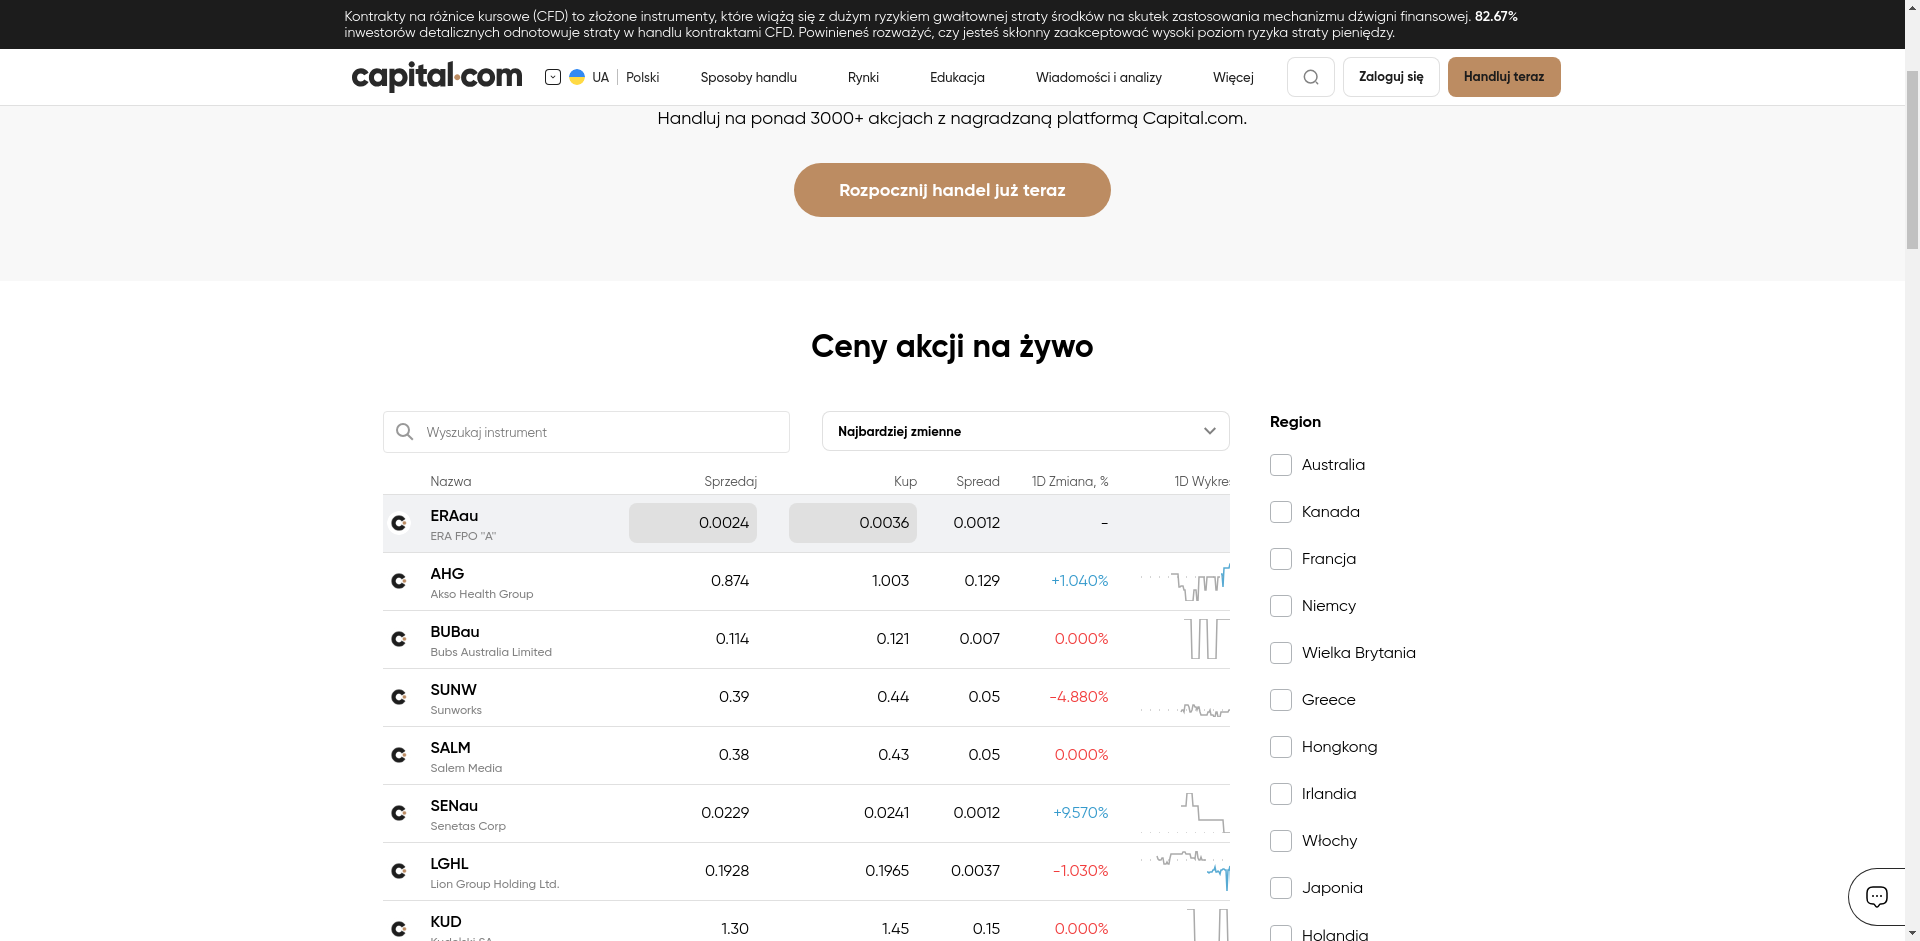 Kontrakty na różnice kursowe (CFD) to złożone instrumenty, które wiążą się z dużym ryzykiem gwałtownej straty środków na skutek zastosowania mechanizmu dźwigni finansowej. 82.67%
inwestorów detalicznych odnotowuje straty w handlu kontraktami CFD. Powinieneś rozważyć, czy jesteś skłonny zaakceptować wysoki poziom ryzyka straty pieniędzy.
capital.com UA Polski Sposoby handlu Rynki Edukacja Wiadomości i analizy Więcej Zaloguj się Handluj teraz
Handluj na ponad 3000+ akcjach z nagradzaną platformą Capital.com.
Rozpocznij handel już teraz
Ceny akcji na żywo
Wyszukaj instrument
Najbardziej zmienne
Nazwa Sprzedaj Kup Spread 1D Zmiana, % 1D Wykres
ERAau 0.0024 0.0036 0.0012 -
ERA FPO "A"
AHG 0.874 1.003 0.129 +1.040%
Akso Health Group
BUBau 0.114 0.121 0.007 0.000%
Bubs Australia Limited
SUNW 0.39 0.44 0.05 -4.880%
Sunworks
SALM 0.38 0.43 0.05 0.000%
Salem Media
SENau 0.0229 0.0241 0.0012 +9.570%
Senetas Corp
LGHL 0.1928 0.1965 0.0037 -1.030%
Lion Group Holding Ltd.
KUD 1.30 1.45 0.15 0.000%
Kudelski SA
Region
Australia
Kanada
Francja
Niemcy
Wielka Brytania
Greece
Hongkong
Irlandia
Włochy
Japonia
Holandia